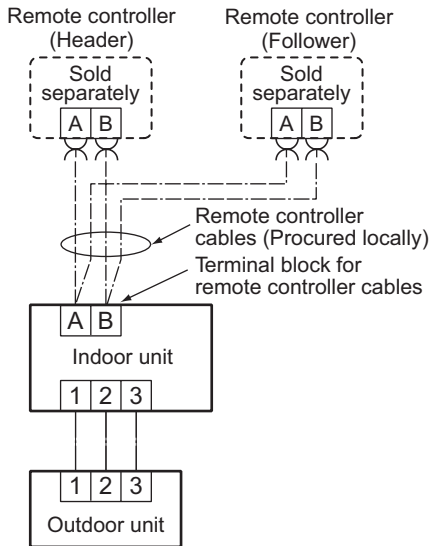 Remote controller
(Header)
Remote controller
(Follower)
Sold
separately
Sold
separately
A B
A B
Remote controller
cables (Procured locally)
Terminal block for
remote controller cables
A B
Indoor unit
1 2 3
1 2 3
Outdoor unit